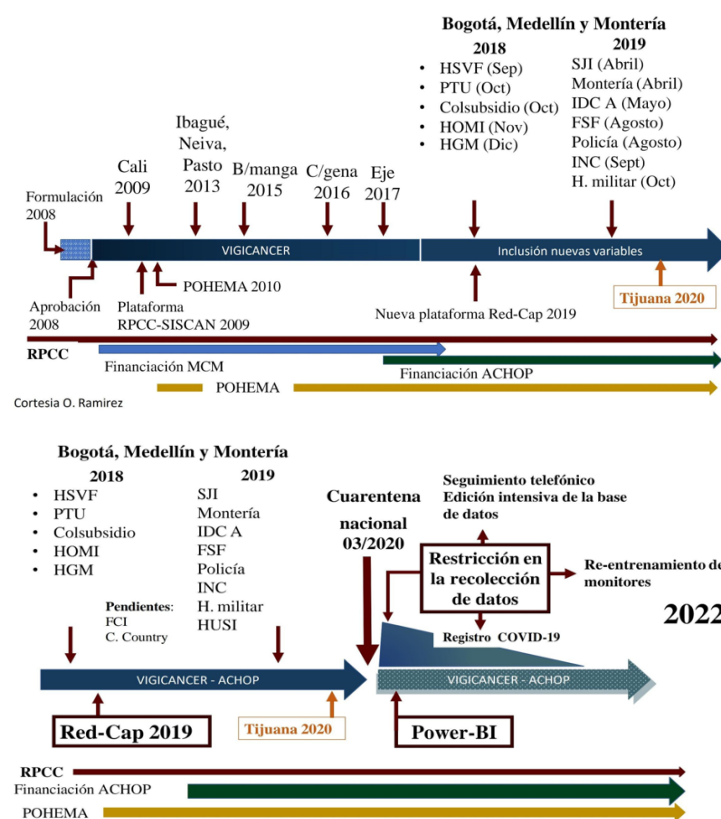 Bogotá, Medellín y Montería
2018
• HSVF (Sep)
• PTU (Oct)
• Colsubsidio (Oct)
• HOMI (Nov)
• HGM (Dic)
2019
SJI (Abril)
Montería (Abril)
IDC A (Mayo)
FSF (Agosto)
Policía (Agosto)
INC (Sept)
H. militar (Oct)
Formulación
2008
Cali
2009
Ibagué,
Neiva,
Pasto
2013
B/manga
2015
C/gena
2016
Eje
2017
VIGICANCER
Inclusión nuevas variables
Aprobación
2008
Plataforma
RPCC-SISCAN 2009
POHEMA 2010
Nueva plataforma Red-Cap 2019
Tijuana 2020
RPCC
Financiación MCM
Financiación ACHOP
POHEMA
Cortesia O. Ramirez
Bogotá, Medellín y Montería
2018
• HSVF
• PTU
• Colsubsidio
• HOMI
• HGM
2019
SJI
Montería
IDC A
FSF
Policía
INC
H. militar
HUSI
Pendientes:
FCI
C. Country
Cuarentena
nacional
03/2020
Seguimiento telefónico
Edición intensiva de la base
de datos
Restricción en
la recolección
de datos
Re-entrenamiento de
monitores
2022
Registro COVID-19
VIGICANCER - ACHOP
VIGICANCER - ACHOP
Red-Cap 2019
Tijuana 2020
Power-BI
RPCC
Financiación ACHOP
POHEMA